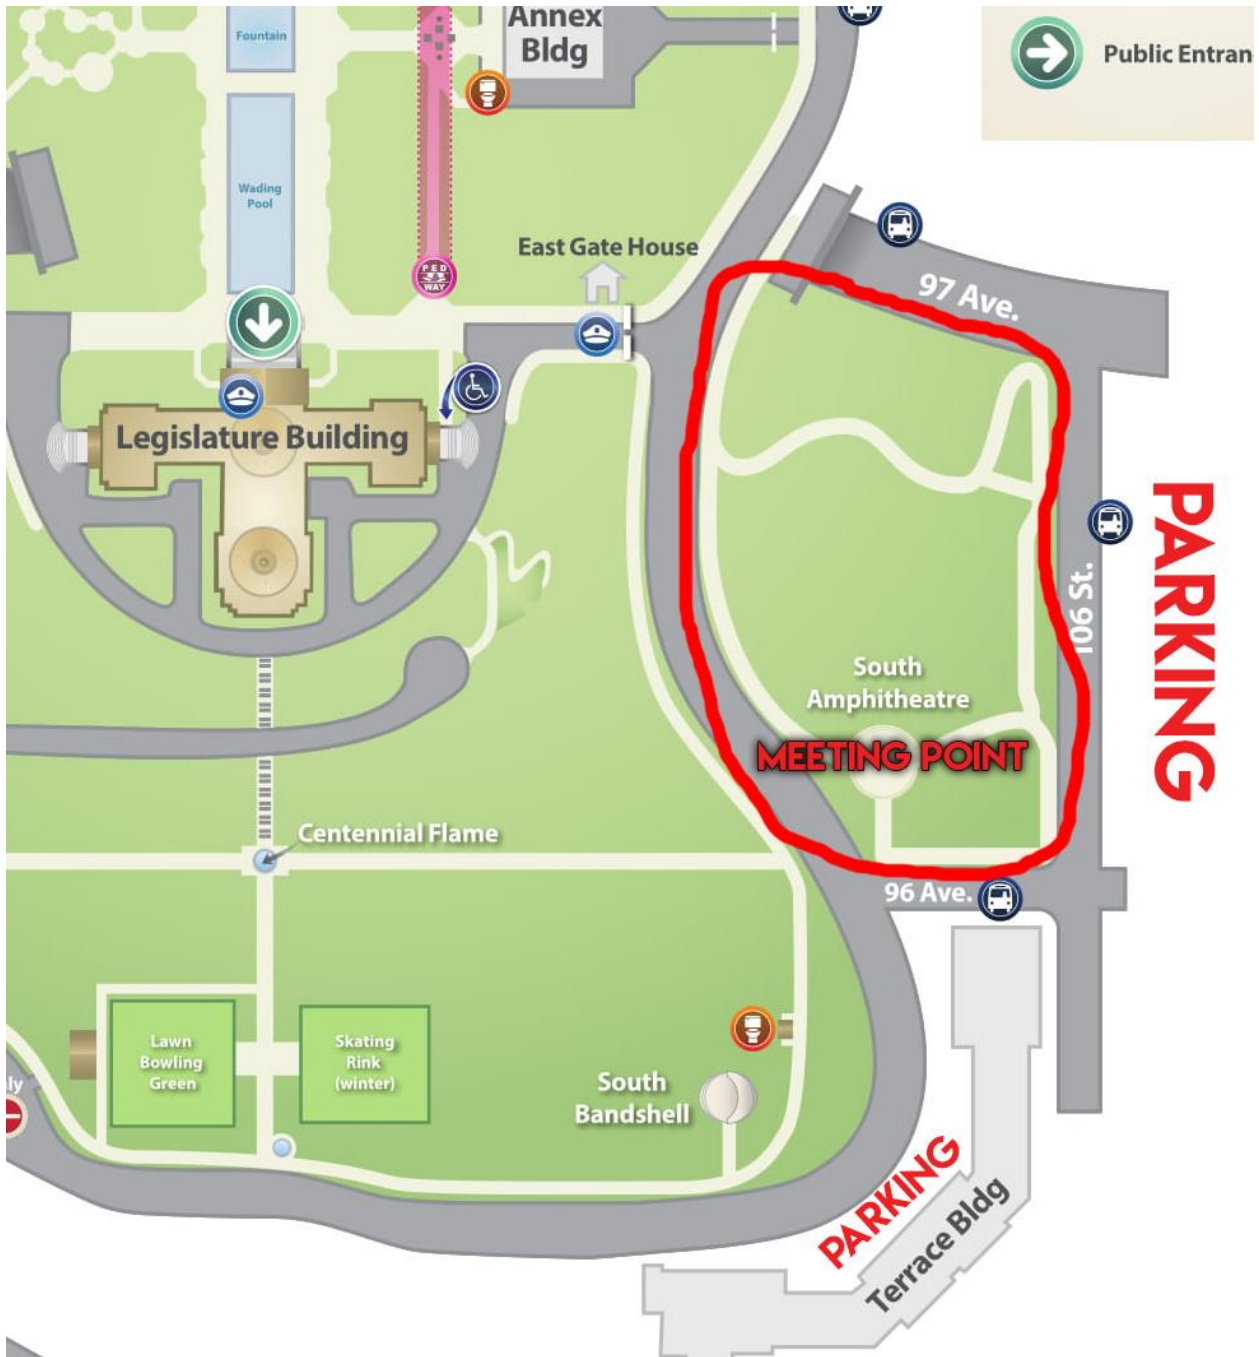 Annex
Bldg
Fountain
Public Entran
Wading
Pool
East Gate House
PED
WAY
97 Ave.
Legislature Building
PARKING
106 St.
South
Amphitheatre
MEETING POINT
Centennial Flame
96 Ave.
Lawn
Bowling
Green
Skating
Rink
(winter)
South
Bandshell
ly
PARKING
Terrace Bldg